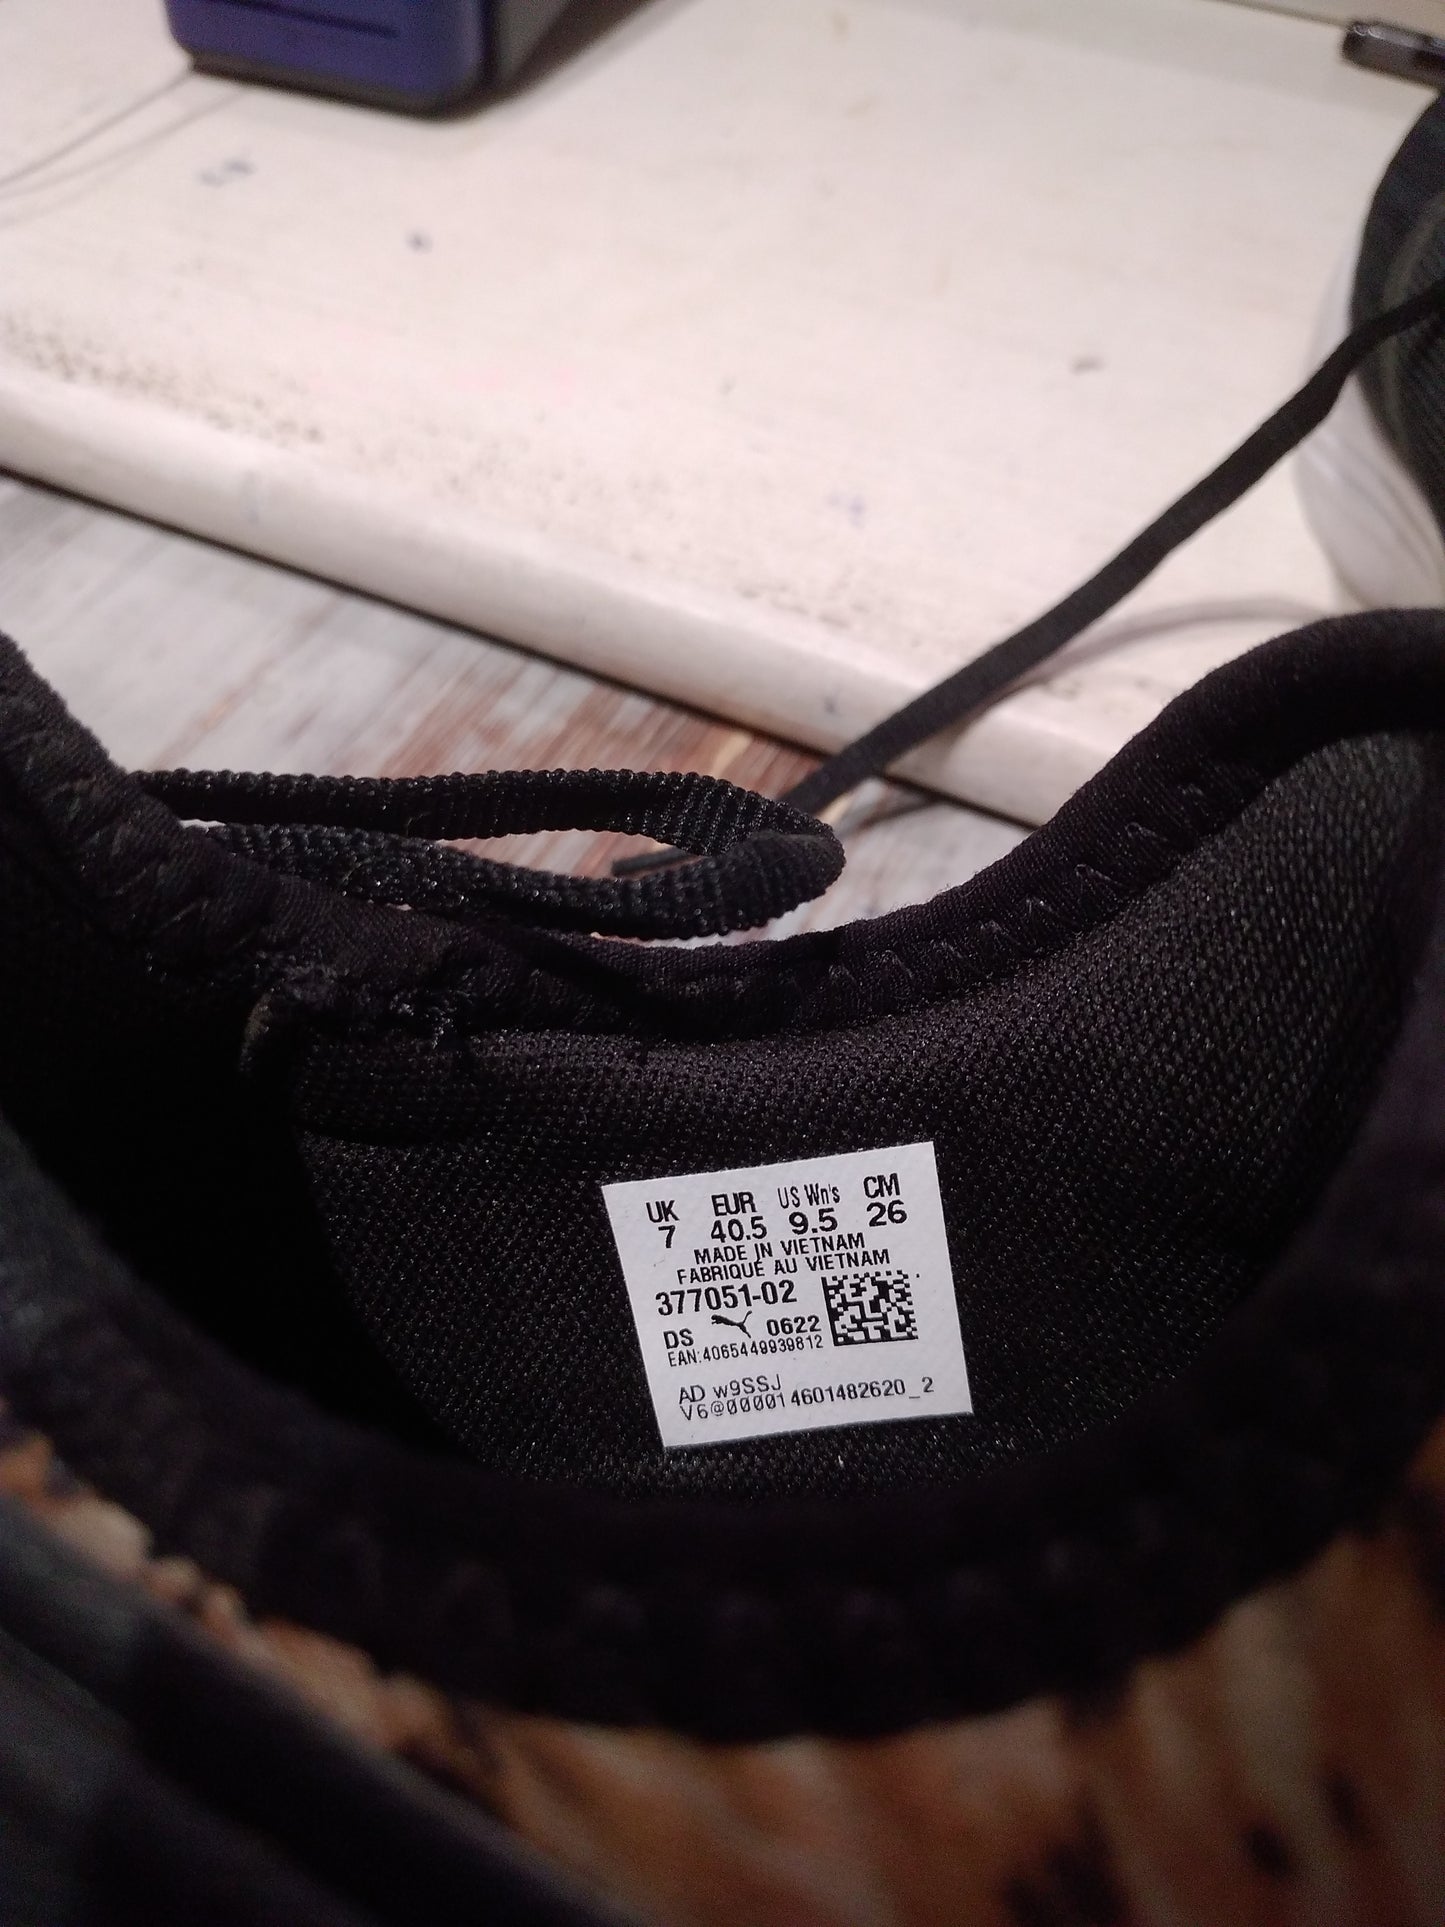 UK EUR US Wn's CM
7 40.5 9.5 26
MADE IN VIETNAM
FABRIQUÉ AU VIETNAM
377051-02
DS 0622
EAN:4065449939812
AD w9SSJ
V6@000014601482620_2